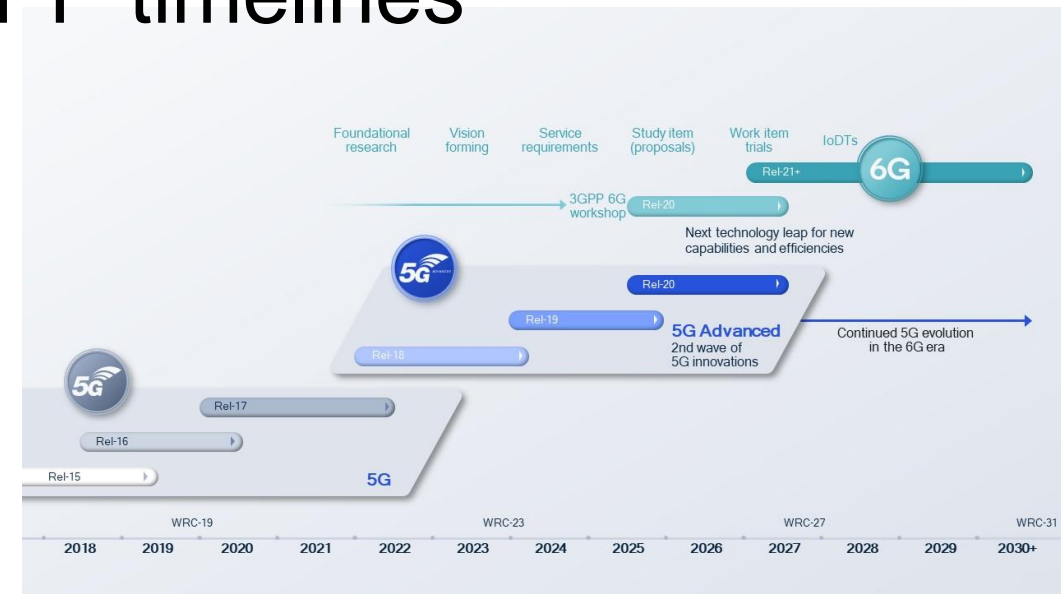 timelines
Foundational
research
Vision
forming
Service
requirements
Study item
(proposals)
Work item
trials
IoDTs
Rel-21+
6G
3GPP 6G
workshop
Rel-20
Next technology leap for new
capabilities and efficiencies
5G
Rel-20
Rel-19
5G Advanced
2nd wave of
5G innovations
Continued 5G evolution
in the 6G era
Rel-18
5G
Rel-17
Rel-16
Rel-15
5G
WRC-19
WRC-23
WRC-27
WRC-31
2018 2019 2020 2021 2022 2023 2024 2025 2026 2027 2028 2029 2030+